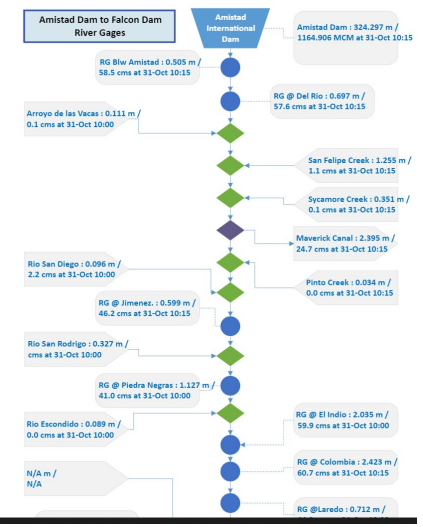 Amistad Dam to Falcon Dam
River Gages
Amistad
International
Dam
Amistad Dam : 324.297 m /
1164.906 MCM at 31-Oct 10:15
RG Blw Amistad : 0.505 m /
58.5 cms at 31-Oct 10:15
RG @ Del Rio : 0.697 m /
57.6 cms at 31-Oct 10:15
Arroyo de las Vacas : 0.111 m /
0.1 cms at 31-Oct 10:00
San Felipe Creek : 1.255 m /
1.1 cms at 31-Oct 10:15
Sycamore Creek : 0.351 m /
0.1 cms at 31-Oct 10:15
Maverick Canal : 2.395 m /
24.7 cms at 31-Oct 10:15
Rio San Diego : 0.096 m /
2.2 cms at 31-Oct 10:00
Pinto Creek : 0.034 m /
0.0 cms at 31-Oct 10:15
RG @ Jimenez. : 0.599 m /
46.2 cms at 31-Oct 10:15
Rio San Rodrigo : 0.327 m /
cms at 31-Oct 10:00
RG @ Piedra Negras : 1.127 m /
41.0 cms at 31-Oct 10:00
Rio Escondido : 0.089 m /
0.0 cms at 31-Oct 10:00
RG @ El Indio : 2.035 m /
59.9 cms at 31-Oct 10:00
RG @ Colombia : 2.423 m /
60.7 cms at 31-Oct 10:15
N/A m /
N/A
RG @Laredo : 0.712 m /